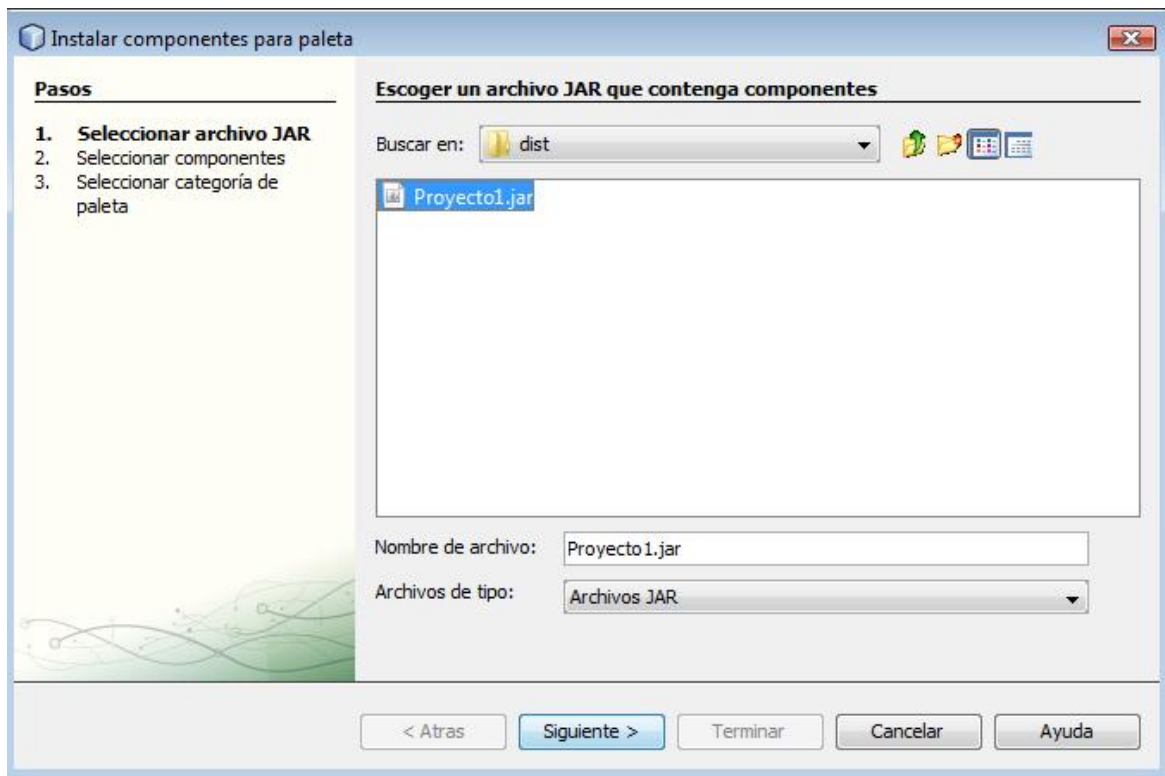 Instalar componentes para paleta
Pasos
1. Seleccionar archivo JAR
2. Seleccionar componentes
3. Seleccionar categoría de
paleta
Escoger un archivo JAR que contenga componentes
Buscar en: dist
Proyecto1.jar
Nombre de archivo: Proyecto1.jar
Archivos de tipo: Archivos JAR
< Atras Siguiente > Terminar Cancelar Ayuda